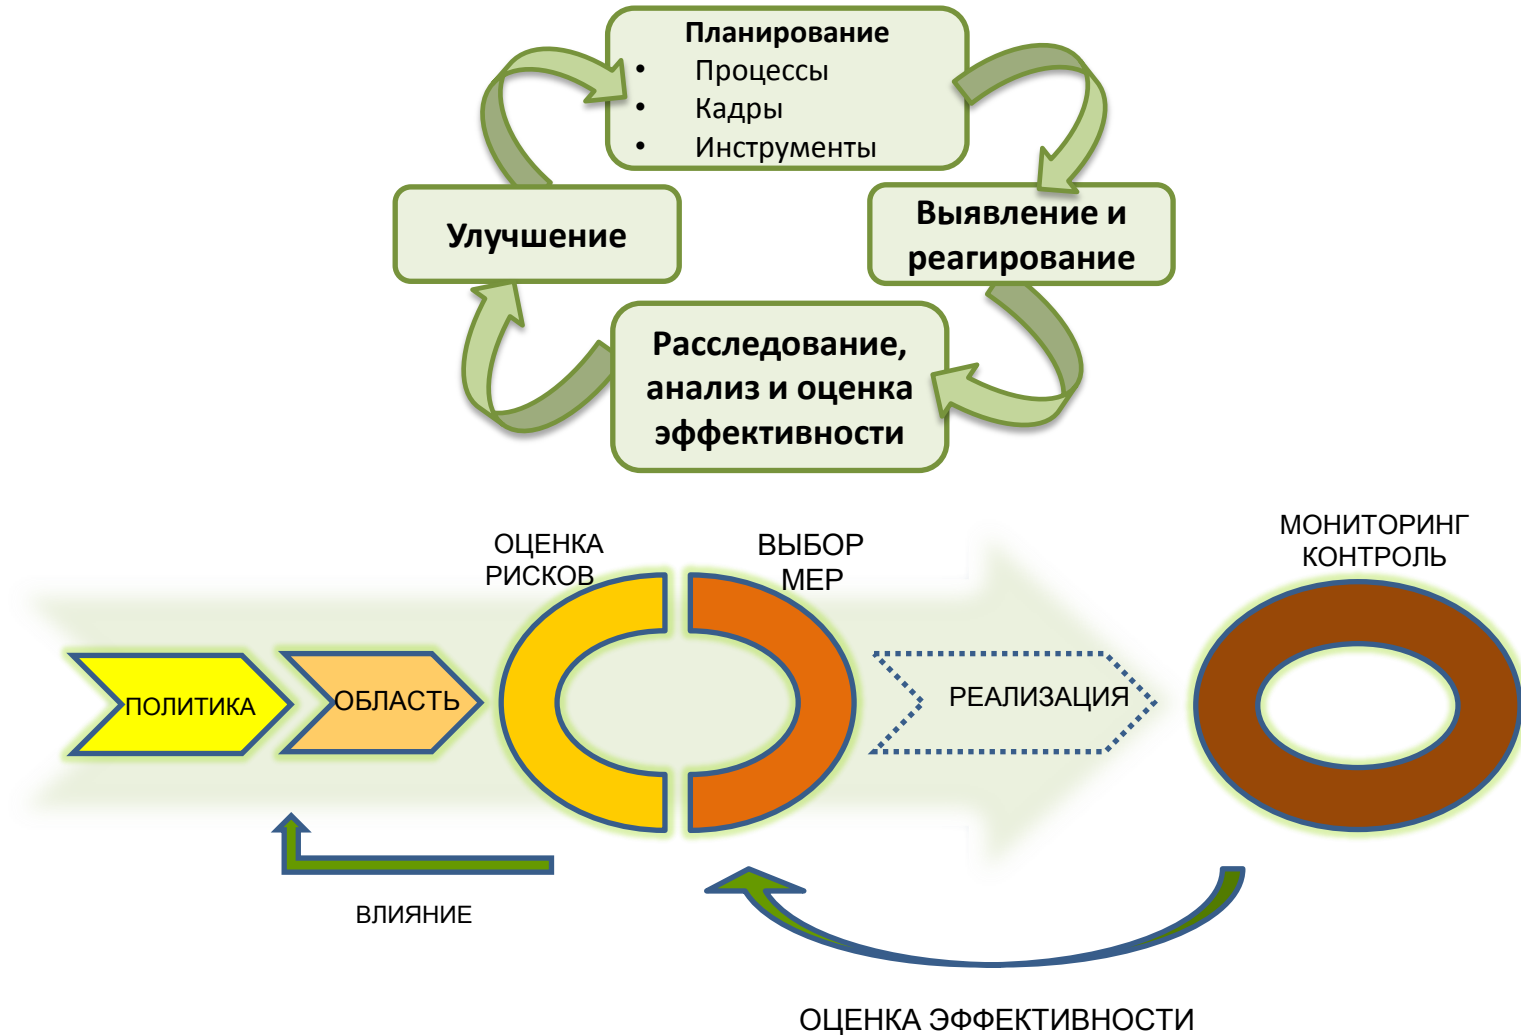 Планирование
• Процессы
• Кадры
• Инструменты
Улучшение
Выявление и
реагирование
Расследование,
анализ и оценка
эффективности
ОЦЕНКА
РИСКОВ
ВЫБОР
МЕР
МОНИТОРИНГ
КОНТРОЛЬ
ПОЛИТИКА
ОБЛАСТЬ
РЕАЛИЗАЦИЯ
ВЛИЯНИЕ
ОЦЕНКА ЭФФЕКТИВНОСТИ